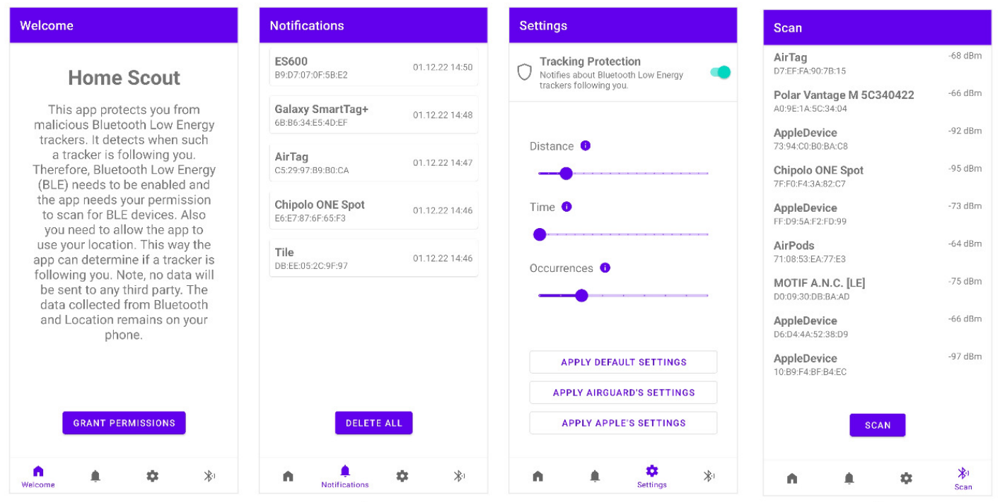 Welcome
Home Scout
This app protects you from
malicious Bluetooth Low Energy
trackers. It detects when such
a tracker is following you.
Therefore, Bluetooth Low Energy
(BLE) needs to be enabled and
the app needs your permission
to scan for BLE devices. Also
you need to allow the app to
use your location. This way the
app can determine if a tracker is
following you. Note, no data will
be sent to any third party. The
data collected from Bluetooth
and Location remains on your
phone.
GRANT PERMISSIONS
Welcome
Notifications
ES600
B9:D7:07:0F:5B:E2
01.12.22 14:50
Galaxy SmartTag+
6B:B6:34:E5:4D:EF
01.12.22 14:48
AirTag
C5:29:97:B9:B0:CA
01.12.22 14:47
Chipolo ONE Spot
E6:E7:87:6F:65:F3
01.12.22 14:46
Tile
DB:EE:05:2C:9F:97
01.12.22 14:46
DELETE ALL
Notifications
Settings
Tracking Protection
Notifies about Bluetooth Low Energy
trackers following you.
Distance
Time
Occurrences
APPLY DEFAULT SETTINGS
APPLY AIRGUARD'S SETTINGS
APPLY APPLE'S SETTINGS
Settings
Scan
AirTag -68 dBm
D7:EF:FA:90:7B:15
Polar Vantage M 5C340422 -66 dBm
A0:9E:1A:5C:34:04
AppleDevice -92 dBm
73:94:C0:B0:BA:C8
Chipolo ONE Spot -95 dBm
7F:F0:F4:3A:82:C7
AppleDevice -73 dBm
FF:D9:5A:F2:FD:99
AirPods -64 dBm
71:08:53:EA:77:E3
MOTIF A.N.C. [LE] -75 dBm
D0:09:30:DB:BA:AD
AppleDevice -66 dBm
D6:D4:4A:52:38:D9
AppleDevice -97 dBm
10:B9:F4:BF:B4:EC
SCAN
Scan